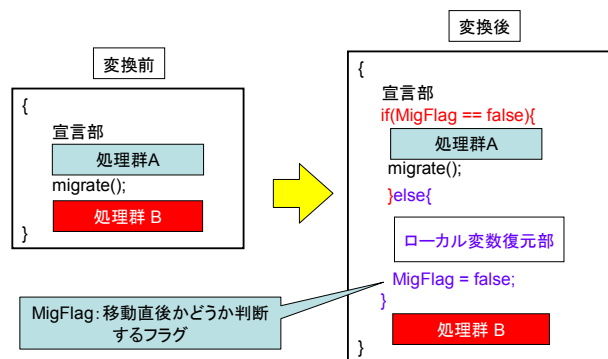 変換前
{
宣言部
処理群A
migrate();
処理群 B
}
変換後
{
宣言部
if(MigFlag == false){
処理群A
migrate();
}else{
ローカル変数復元部
MigFlag = false;
}
処理群 B
}
MigFlag：移動直後かどうか判断
するフラグ